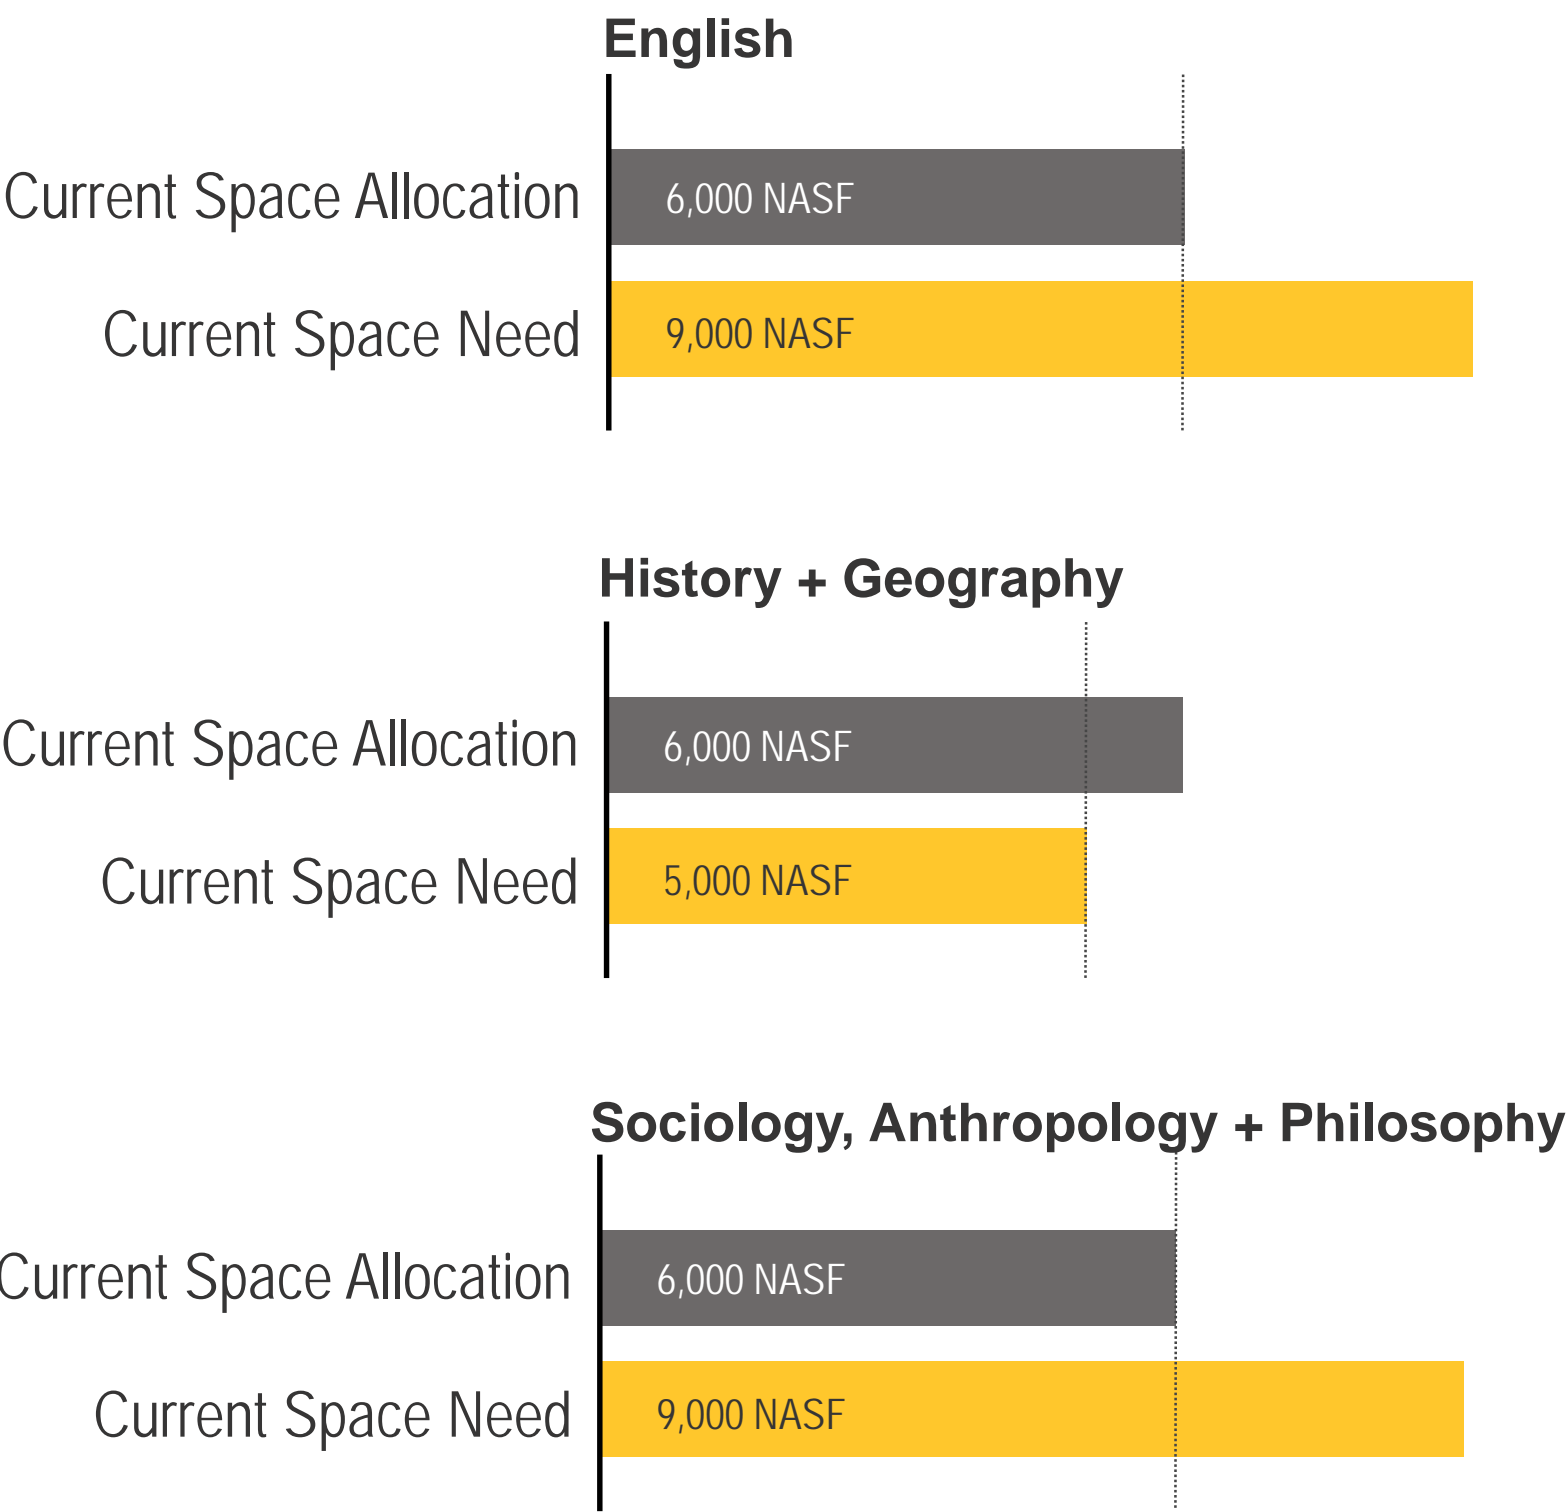 English
Current Space Allocation
6,000 NASF
Current Space Need
9,000 NASF
History + Geography
Current Space Allocation
6,000 NASF
Current Space Need
5,000 NASF
Sociology, Anthropology + Philosophy
Current Space Allocation
6,000 NASF
Current Space Need
9,000 NASF